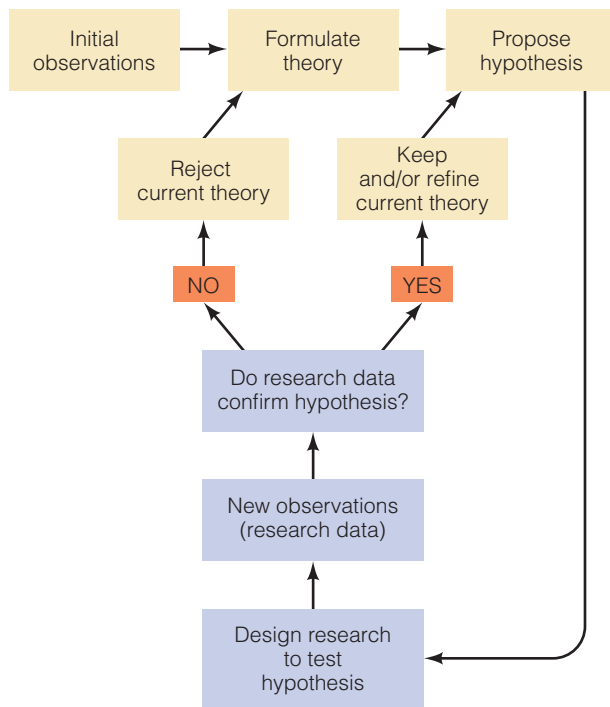 Initial
observations
Formulate
theory
Propose
hypothesis
Reject
current theory
Keep
and/or refine
current theory
NO
YES
Do research data
confirm hypothesis?
New observations
(research data)
Design research
to test
hypothesis